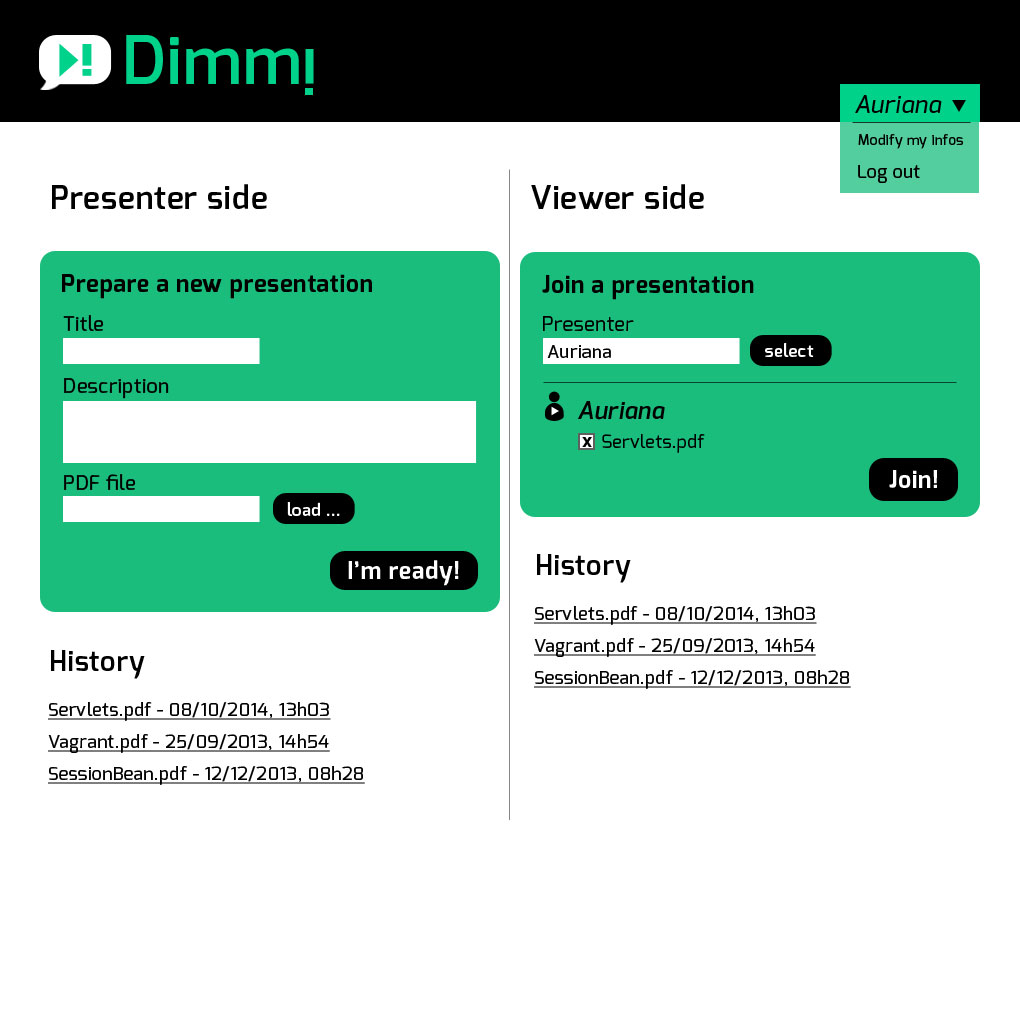 Dimmi
Auriana
Modify my infos
Log out
Presenter side
Prepare a new presentation
Title
Description
PDF file
load ...
I'm ready!
History
Servlets.pdf - 08/10/2014, 13h03
Vagrant.pdf - 25/09/2013, 14h54
SessionBean.pdf - 12/12/2013, 08h28
Viewer side
Join a presentation
Presenter
Auriana select
Auriana
x Servlets.pdf
Join!
History
Servlets.pdf - 08/10/2014, 13h03
Vagrant.pdf - 25/09/2013, 14h54
SessionBean.pdf - 12/12/2013, 08h28